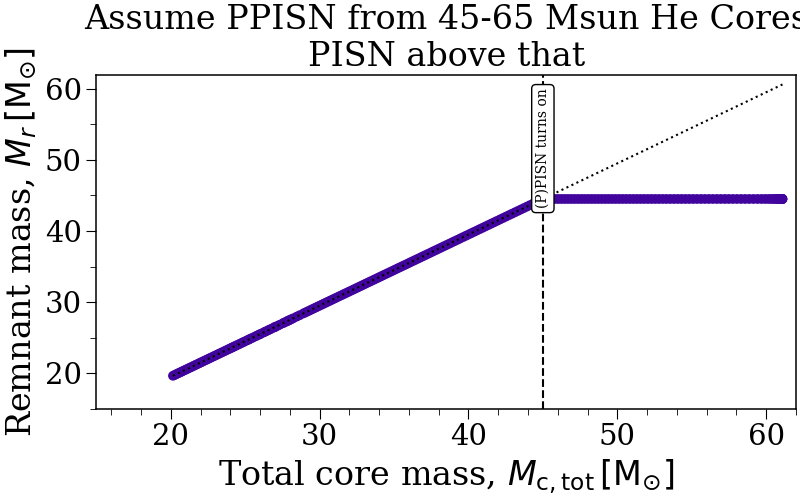 Assume PPISN from 45-65 Msun He Cores
PISN above that
Remnant mass, M_r [M_⊙]
60
50
40
30
20
(P)PISN turns on
20 30 40 50 60
Total core mass, M_c,tot [M_⊙]